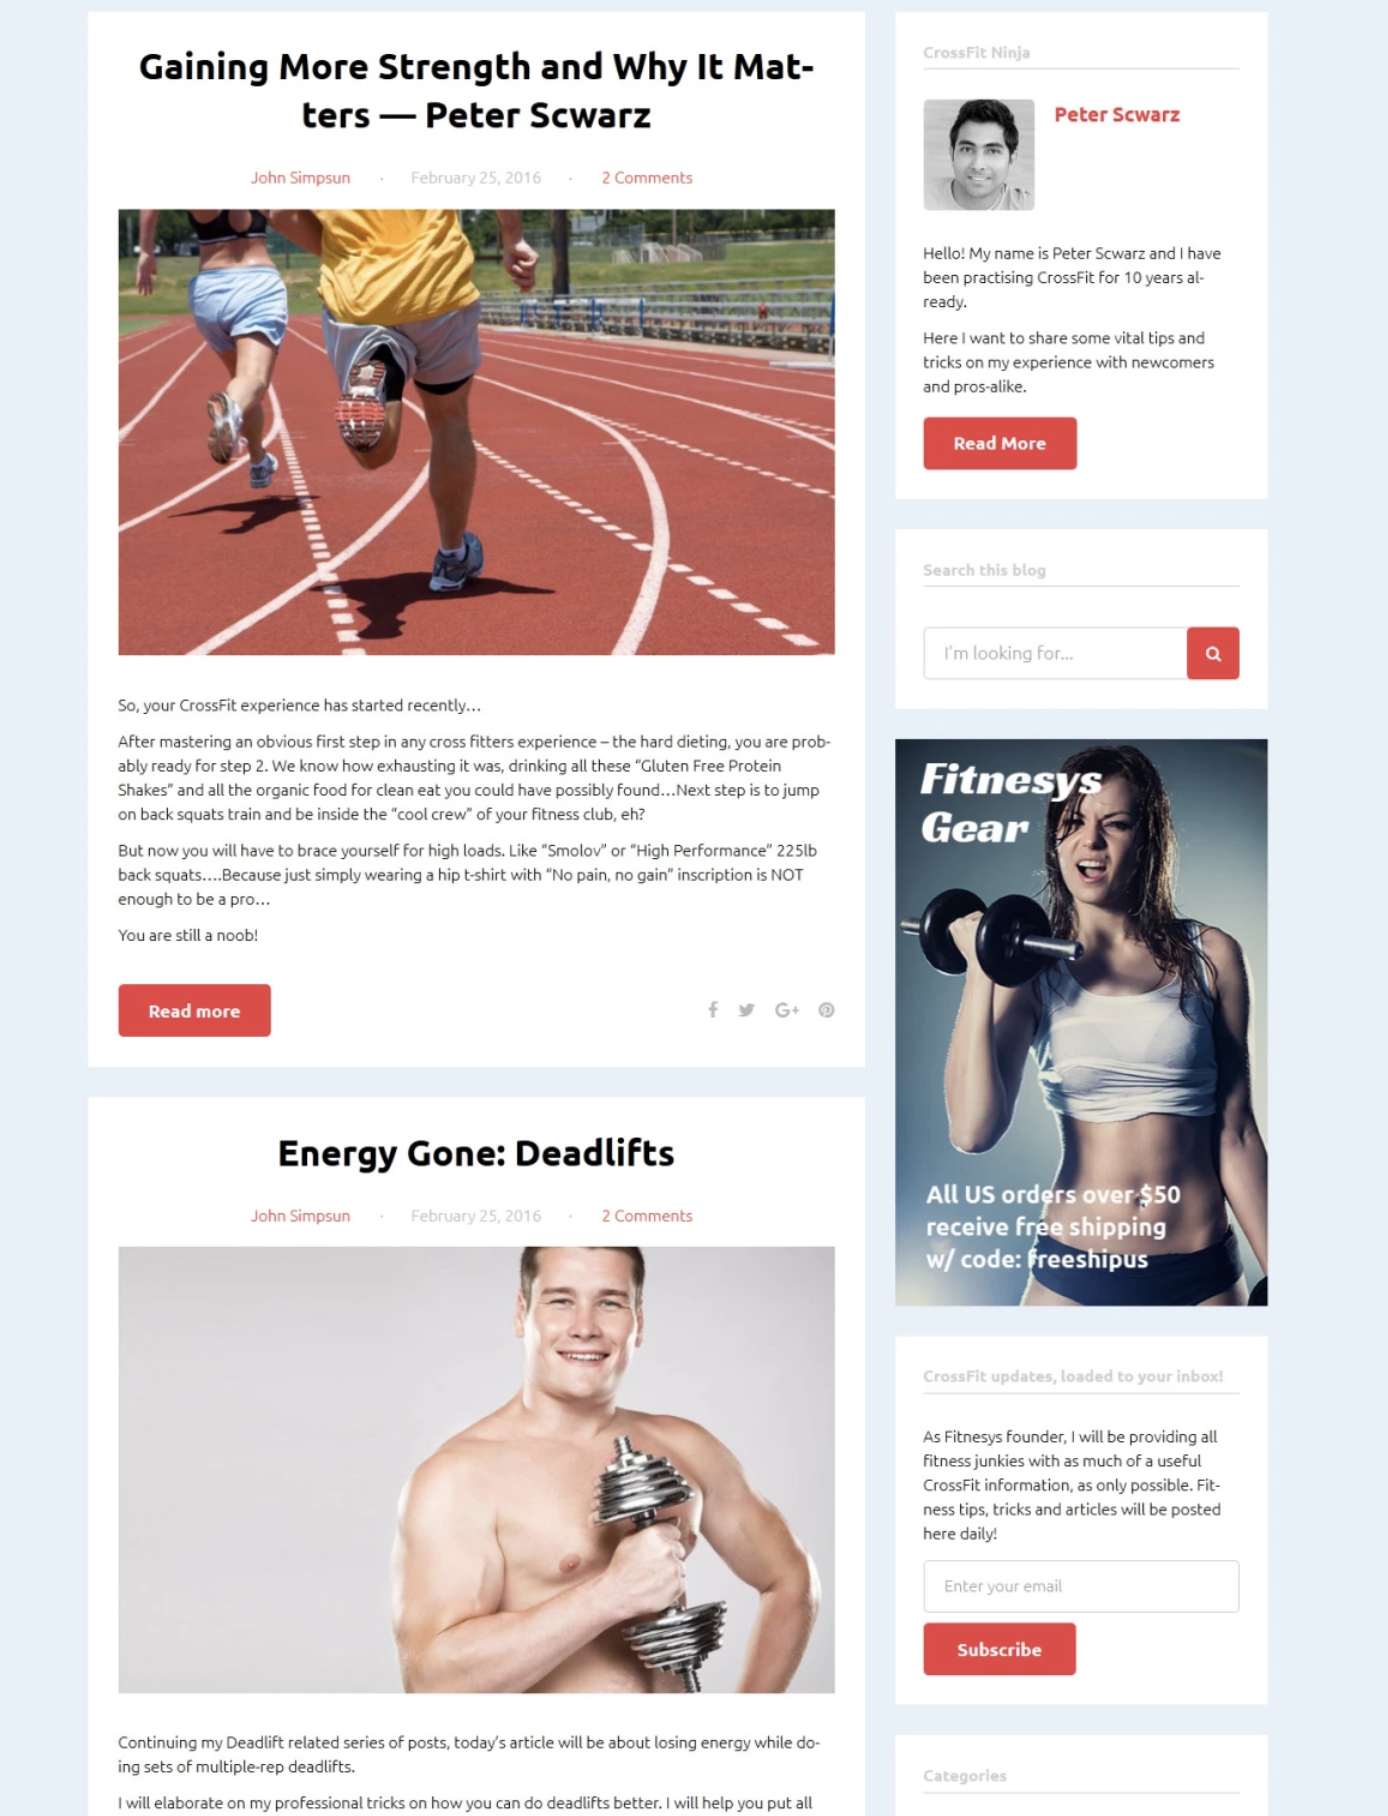 Gaining More Strength and Why It Mat-
ters — Peter Scwarz
John Simpsun · February 25, 2016 · 2 Comments
So, your CrossFit experience has started recently…
After mastering an obvious first step in any cross fitters experience – the hard dieting, you are prob-
ably ready for step 2. We know how exhausting it was, drinking all these “Gluten Free Protein
Shakes” and all the organic food for clean eat you could have possibly found…Next step is to jump
on back squats train and be inside the “cool crew” of your fitness club, eh?
But now you will have to brace yourself for high loads. Like “Smolov” or “High Performance” 225lb
back squats….Because just simply wearing a hip t-shirt with “No pain, no gain” inscription is NOT
enough to be a pro…
You are still a noob!
Read more
Energy Gone: Deadlifts
John Simpsun · February 25, 2016 · 2 Comments
Continuing my Deadlift related series of posts, today’s article will be about losing energy while do-
ing sets of multiple-rep deadlifts.
I will elaborate on my professional tricks on how you can do deadlifts better. I will help you put all
CrossFit Ninja
Peter Scwarz
Hello! My name is Peter Scwarz and I have
been practising CrossFit for 10 years al-
ready.
Here I want to share some vital tips and
tricks on my experience with newcomers
and pros-alike.
Read More
Search this blog
I'm looking for...
Fitnesys
Gear
All US orders over $50
receive free shipping
w/ code: freeshipus
CrossFit updates, loaded to your inbox!
As Fitnesys founder, I will be providing all
fitness junkies with as much of a useful
CrossFit information, as only possible. Fit-
ness tips, tricks and articles will be posted
here daily!
Enter your email
Subscribe
Categories